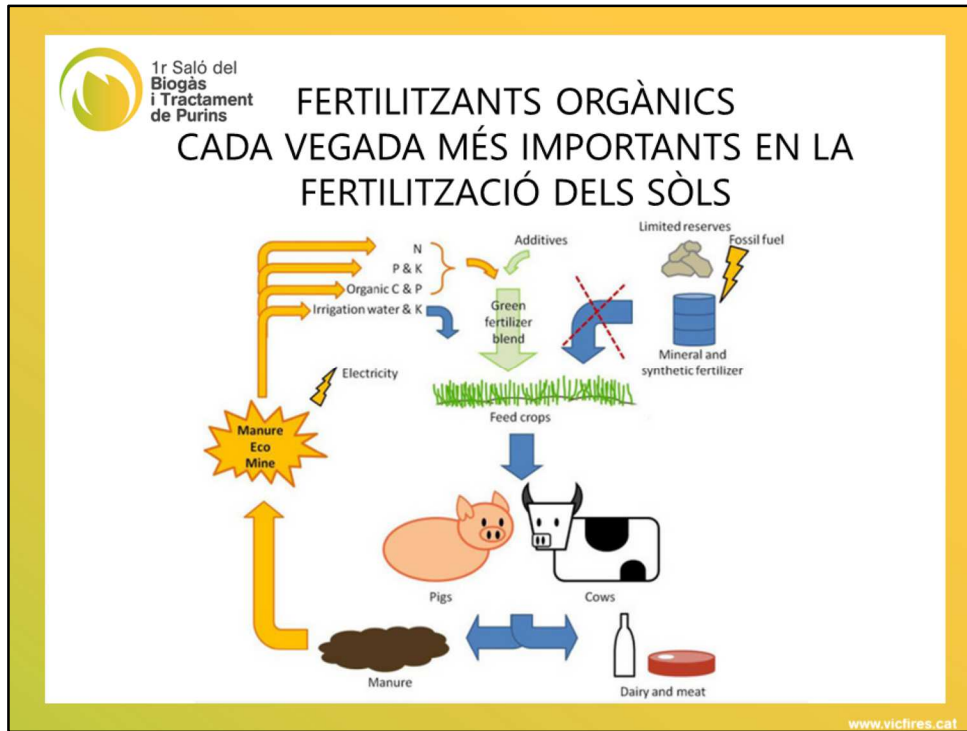 1r Saló del
Biogàs
i Tractament
de Purins
FERTILITZANTS ORGÀNICS
CADA VEGADA MÉS IMPORTANTS EN LA
FERTILITZACIÓ DELS SÒLS
N
P & K
Organic C & P
Irrigation water & K
Additives
Green
fertilizer
blend
Limited reserves
Fossil fuel
Mineral and
synthetic fertilizer
Electricity
Feed crops
Manure
Eco
Mine
Pigs
Cows
Manure
Dairy and meat
www.vicfires.cat